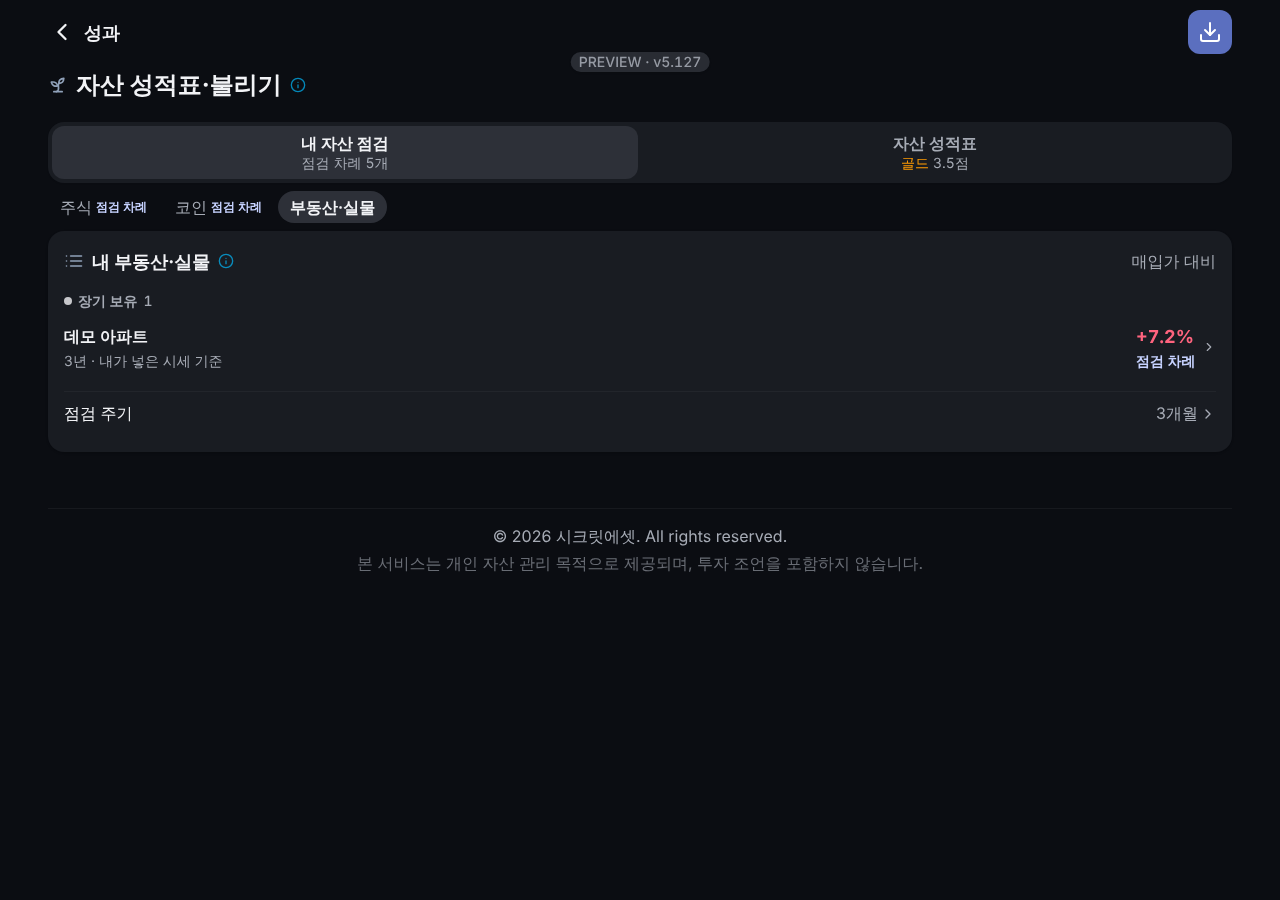 성과
PREVIEW · v5.127
자산 성적표·불리기
내 자산 점검
점검 차례 5개
자산 성적표
골드 3.5점
주식 점검 차례
코인 점검 차례
부동산·실물
내 부동산·실물
매입가 대비
장기 보유 1
데모 아파트
+7.2%
3년 · 내가 넣은 시세 기준
점검 차례
점검 주기
3개월
© 2026 시크릿에셋. All rights reserved.
본 서비스는 개인 자산 관리 목적으로 제공되며, 투자 조언을 포함하지 않습니다.